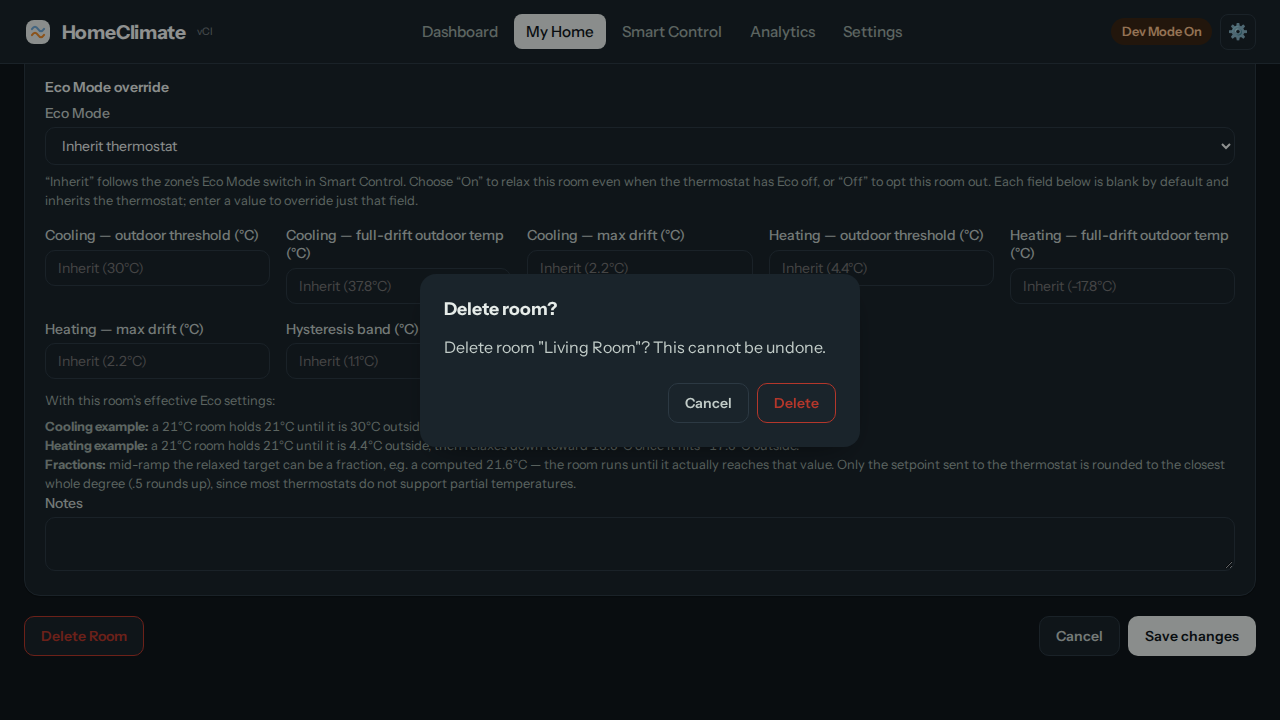 HomeClimate vCI
Dashboard
My Home
Smart Control
Analytics
Settings
Dev Mode On
Eco Mode override
Eco Mode
Inherit thermostat
“Inherit” follows the zone's Eco Mode switch in Smart Control. Choose “On” to relax this room even when the thermostat has Eco off, or “Off” to opt this room out. Each field below is blank by default and
inherits the thermostat; enter a value to override just that field.
Cooling — outdoor threshold (°C)
Inherit (30°C)
Cooling — full-drift outdoor temp
(°C)
Inherit (37.8°C)
Cooling — max drift (°C)
Inherit (2.2°C)
Heating — outdoor threshold (°C)
Inherit (4.4°C)
Heating — full-drift outdoor temp
(°C)
Inherit (-17.8°C)
Heating — max drift (°C)
Inherit (2.2°C)
Hysteresis band (°C)
Inherit (1.1°C)
Delete room?
Delete room "Living Room"? This cannot be undone.
Cancel
Delete
With this room's effective Eco settings:
Cooling example: a 21°C room holds 21°C until it is 30°C outsid
Heating example: a 21°C room holds 21°C until it is 4.4°C outside, then relaxes down toward
Fractions: mid-ramp the relaxed target can be a fraction, e.g. a computed 21.6°C — the room runs until it actually reaches that value. Only the setpoint sent to the thermostat is rounded to the closest
whole degree (.5 rounds up), since most thermostats do not support partial temperatures.
Notes
Delete Room
Cancel
Save changes